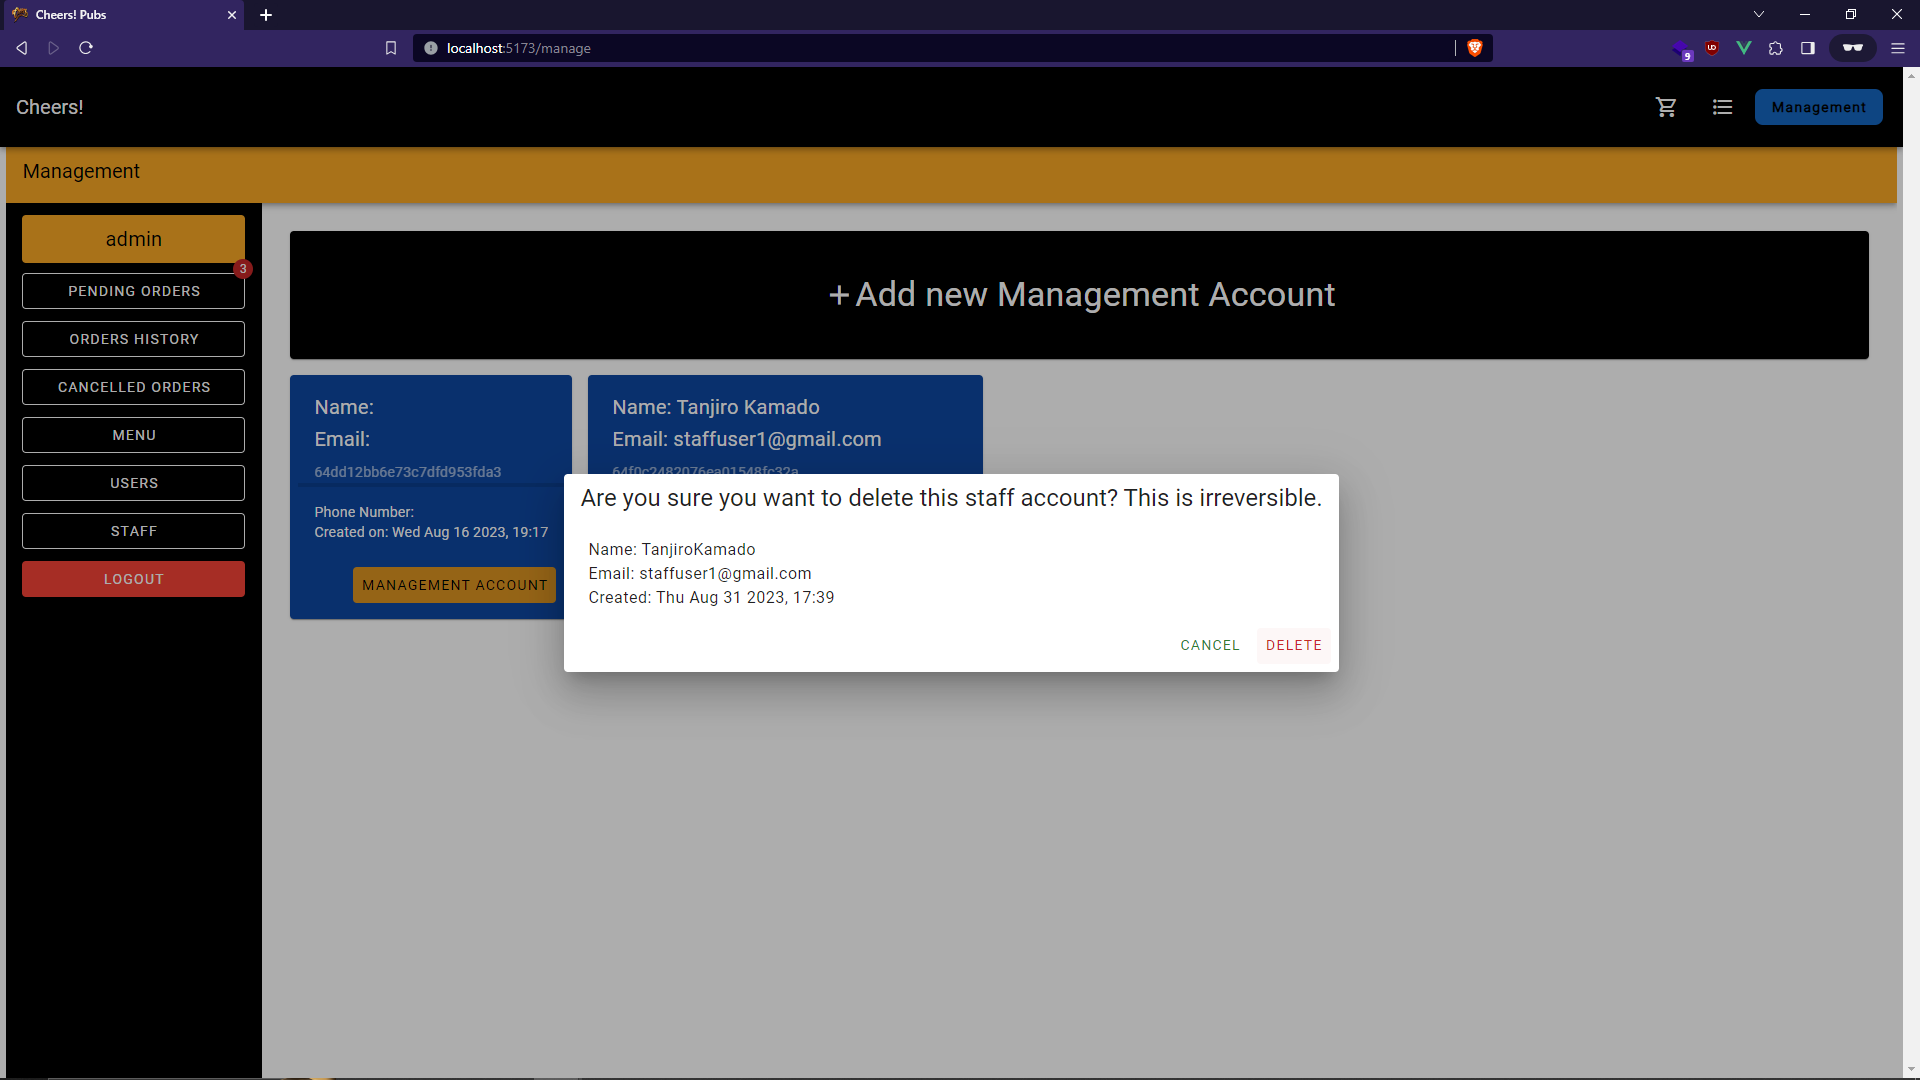 Cheers! Pubs
localhost:5173/manage
9
Cheers!
Management
Management
admin
3
PENDING ORDERS
ORDERS HISTORY
CANCELLED ORDERS
MENU
USERS
STAFF
LOGOUT
+ Add new Management Account
Name:
Email:
64dd12bb6e73c7dfd953fda3
Phone Number:
Created on: Wed Aug 16 2023, 19:17
MANAGEMENT ACCOUNT
Name: Tanjiro Kamado
Email: staffuser1@gmail.com
64f0c2482076ea01548fc32a
Are you sure you want to delete this staff account? This is irreversible.
Name: TanjiroKamado
Email: staffuser1@gmail.com
Created: Thu Aug 31 2023, 17:39
CANCEL
DELETE